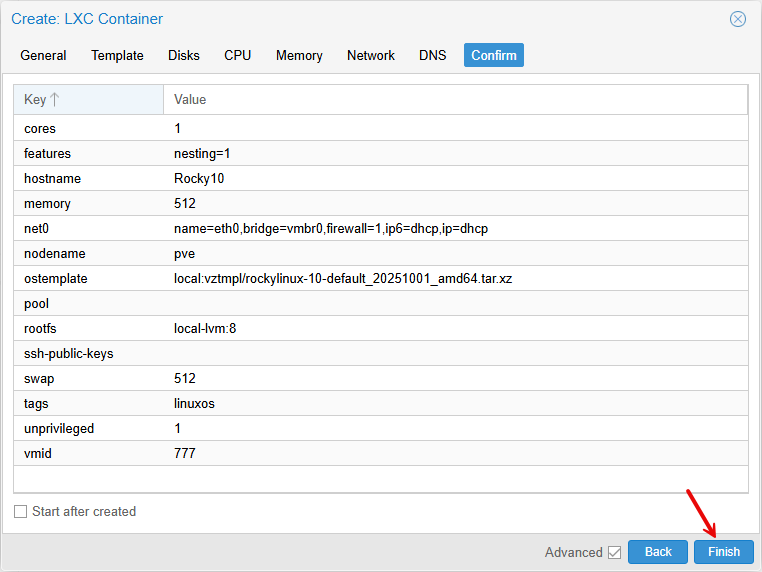 Create: LXC Container
General Template Disks CPU Memory Network DNS Confirm
Key Value
cores 1
features nesting=1
hostname Rocky10
memory 512
net0 name=eth0,bridge=vmbr0,firewall=1,ip6=dhcp,ip=dhcp
nodename pve
ostemplate local:vztmpl/rockylinux-10-default_20251001_amd64.tar.xz
pool
rootfs local-lvm:8
ssh-public-keys
swap 512
tags linuxos
unprivileged 1
vmid 777
Start after created
Advanced Back Finish